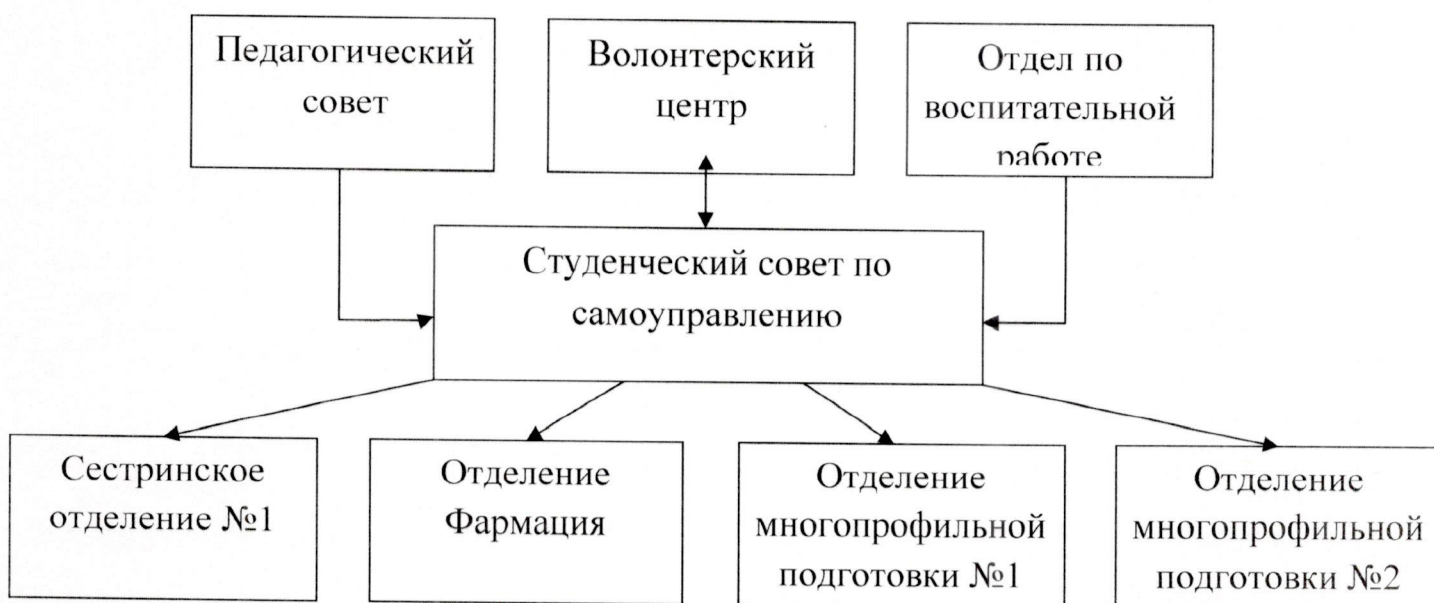 Педагогический
совет
Волонтерский
центр
Отдел по
воспитательной
работе
Студенческий совет по
самоуправлению
Сестринское
отделение №1
Отделение
Фармация
Отделение
многопрофильной
подготовки №1
Отделение
многопрофильной
подготовки №2